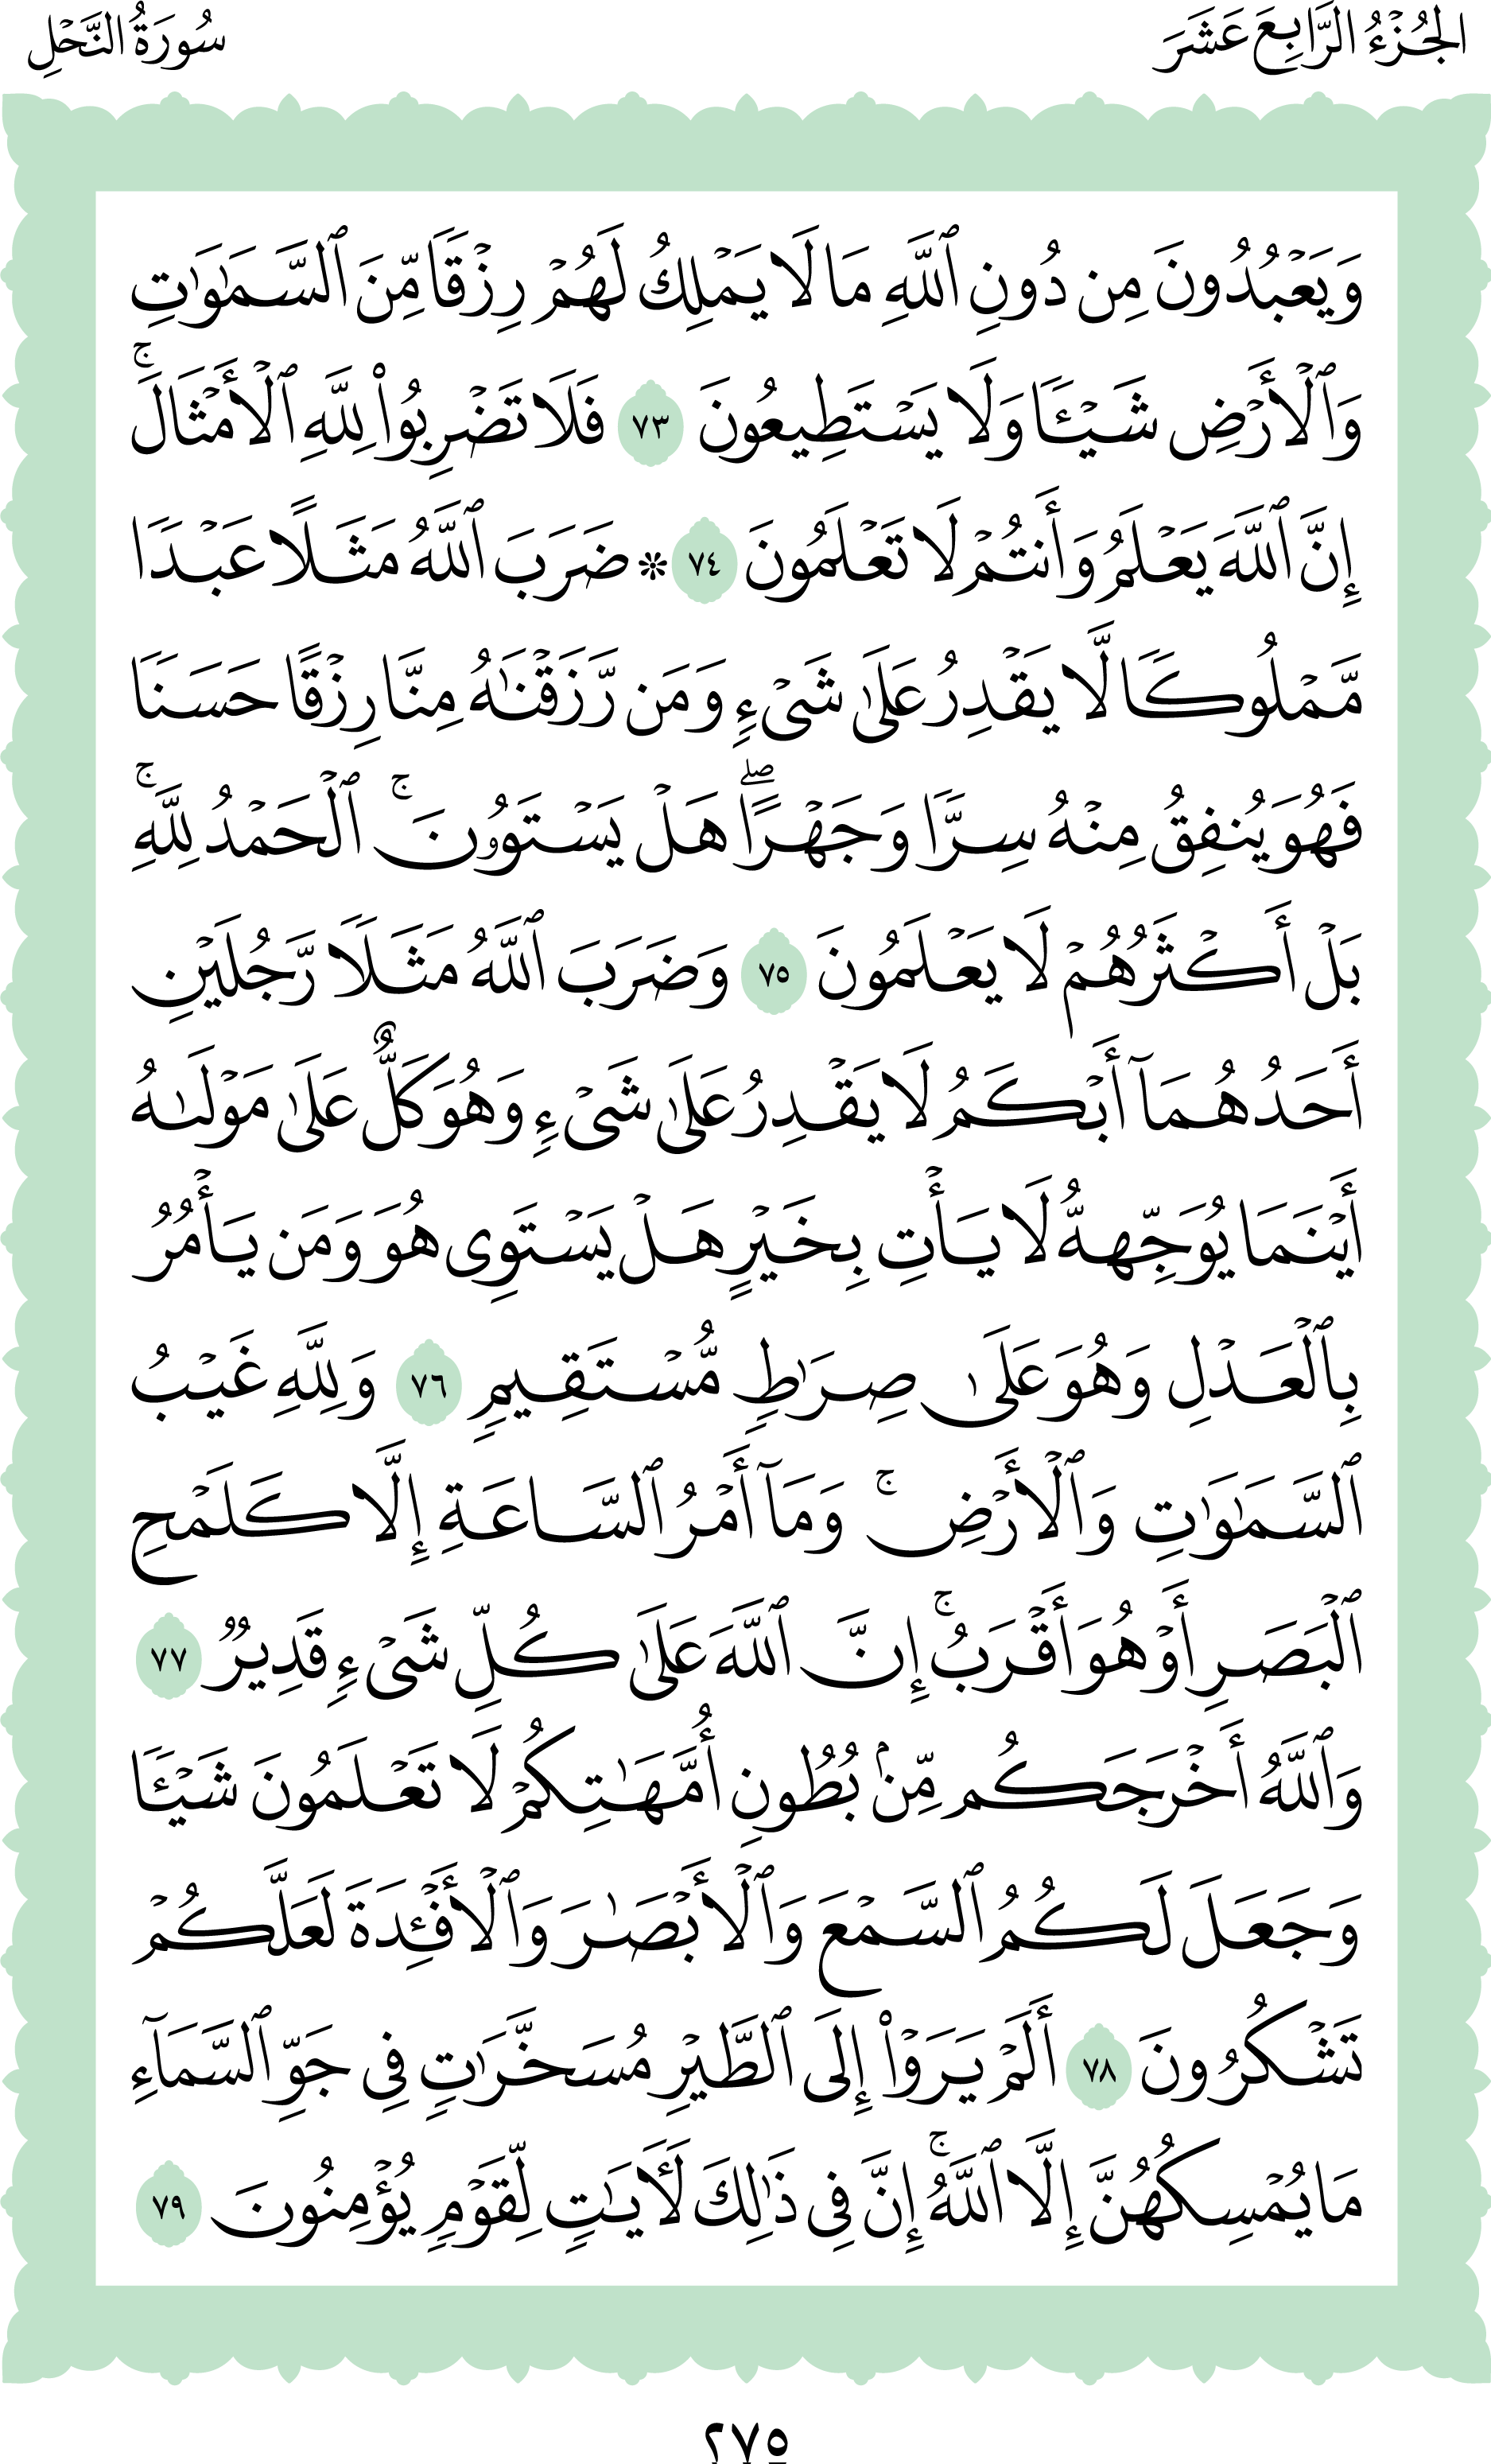 الجُزْءُ الرَّابِعَ عَشَرَ
سُورَةُ النَّحْلِ
وَيَعۡبُدُونَ مِن دُونِ ٱللَّهِ مَا لَا يَمۡلِكُ لَهُمۡ رِزۡقٗا مِّنَ ٱلسَّمَٰوَٰتِ
وَٱلۡأَرۡضِ شَيۡـٔٗا وَلَا يَسۡتَطِيعُونَ ٧٣ فَلَا تَضۡرِبُواْ لِلَّهِ ٱلۡأَمۡثَالَۚ
إِنَّ ٱللَّهَ يَعۡلَمُ وَأَنتُمۡ لَا تَعۡلَمُونَ ٧٤ ۞ ضَرَبَ ٱللَّهُ مَثَلًا عَبۡدٗا
مَّمۡلُوكٗا لَّا يَقۡدِرُ عَلَىٰ شَيۡءٖ وَمَن رَّزَقۡنَٰهُ مِنَّا رِزۡقًا حَسَنٗا
فَهُوَ يُنفِقُ مِنۡهُ سِرّٗا وَجَهۡرًاۖ هَلۡ يَسۡتَوُۥنَۚ ٱلۡحَمۡدُ لِلَّهِۚ
بَلۡ أَكۡثَرُهُمۡ لَا يَعۡلَمُونَ ٧٥ وَضَرَبَ ٱللَّهُ مَثَلٗا رَّجُلَيۡنِ
أَحَدُهُمَآ أَبۡكَمُ لَا يَقۡدِرُ عَلَىٰ شَيۡءٖ وَهُوَ كَلٌّ عَلَىٰ مَوۡلَىٰهُ
أَيۡنَمَا يُوَجِّههُّ لَا يَأۡتِ بِخَيۡرٍ هَلۡ يَسۡتَوِي هُوَ وَمَن يَأۡمُرُ
بِٱلۡعَدۡلِ وَهُوَ عَلَىٰ صِرَٰطٖ مُّسۡتَقِيمٖ ٧٦ وَلِلَّهِ غَيۡبُ
ٱلسَّمَٰوَٰتِ وَٱلۡأَرۡضِۚ وَمَآ أَمۡرُ ٱلسَّاعَةِ إِلَّا كَلَمۡحِ
ٱلۡبَصَرِ أَوۡ هُوَ أَقۡرَبُۚ إِنَّ ٱللَّهَ عَلَىٰ كُلِّ شَيۡءٖ قَدِيرٞ ٧٧
وَٱللَّهُ أَخۡرَجَكُم مِّنۢ بُطُونِ أُمَّهَٰتِكُمۡ لَا تَعۡلَمُونَ شَيۡـٔٗا
وَجَعَلَ لَكُمُ ٱلسَّمۡعَ وَٱلۡأَبۡصَٰرَ وَٱلۡأَفۡـِٔدَةَ لَعَلَّكُمۡ
تَشۡكُرُونَ ٧٨ أَلَمۡ يَرَوۡاْ إِلَى ٱلطَّيۡرِ مُسَخَّرَٰتٖ فِي جَوِّ ٱلسَّمَآءِ
مَا يُمۡسِكُهُنَّ إِلَّا ٱللَّهُۚ إِنَّ فِي ذَٰلِكَ لَأٓيَٰتٖ لِّقَوۡمٖ يُؤۡمِنُونَ ٧٩
٢٧٥